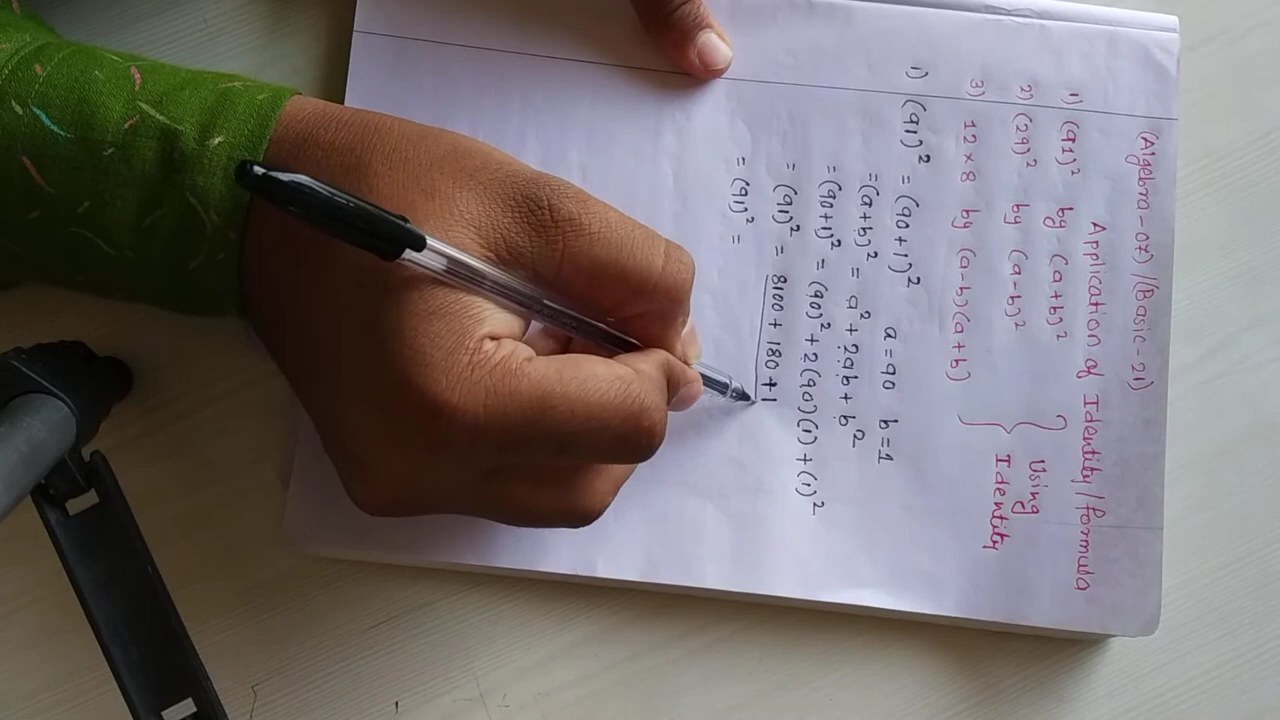 (Algebra-07)/(Basic-21)
Application of Identity/formula
1) (91)² by (a+b)²
2) (29)² by (a-b)²
3) 12×8 by (a-b)(a+b)
} Using Identity
1) (91)² = (90+1)² a=90 b=1
=(a+b)² = a²+2ab+b²
=(90+1)² = (90)²+2(90)(1)+(1)²
= (91)² = 8100+180+1
= (91)² =